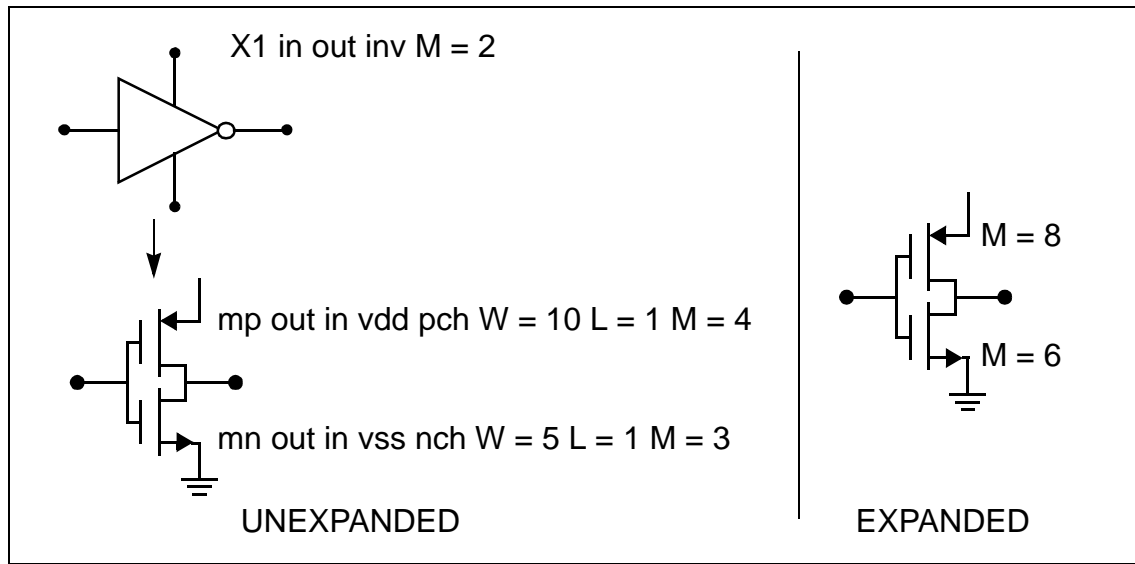 X1 in out inv M = 2
mp out in vdd pch W = 10 L = 1 M = 4
mn out in vss nch W = 5 L = 1 M = 3
UNEXPANDED
M = 8
M = 6
EXPANDED